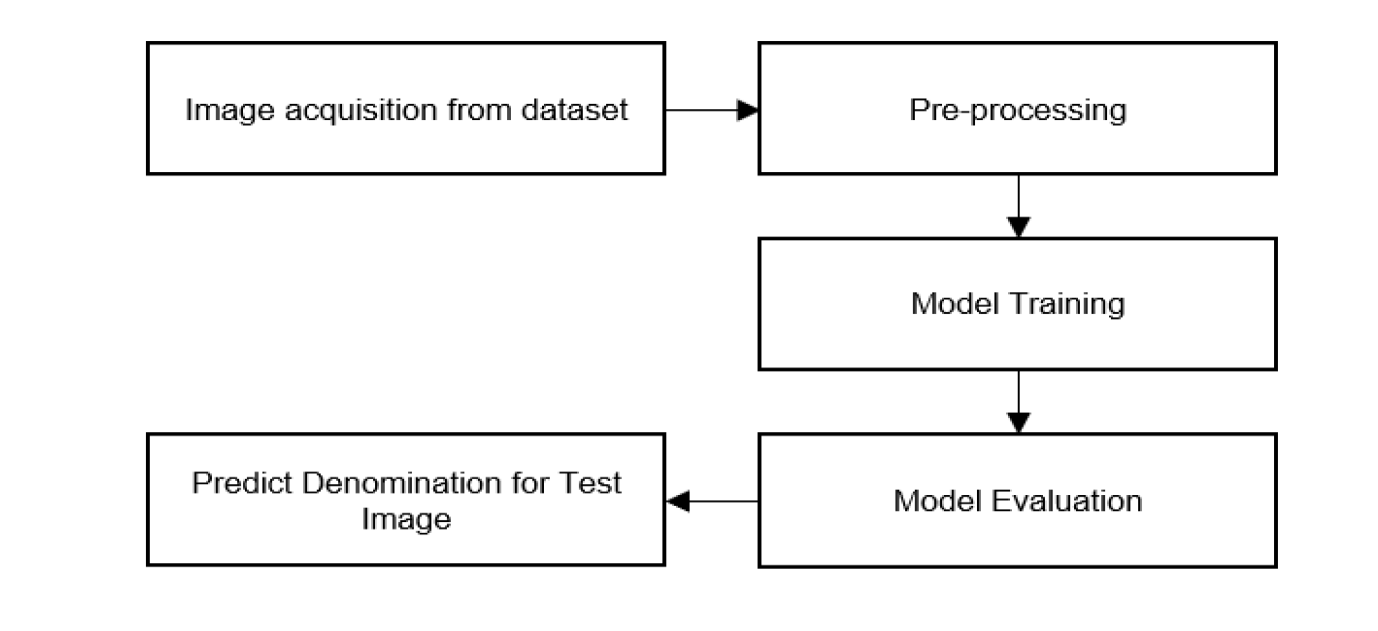 Image acquisition from dataset
Pre-processing
Model Training
Model Evaluation
Predict Denomination for Test
Image